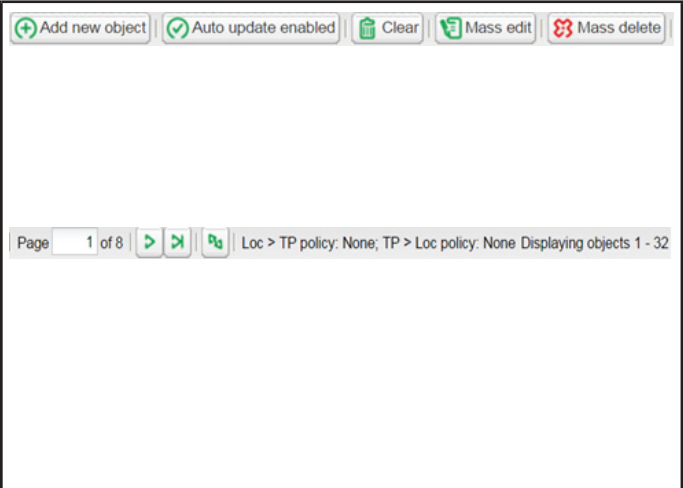 Add new object Auto update enabled Clear Mass edit Mass delete
Page 1 of 8 Loc > TP policy: None; TP > Loc policy: None Displaying objects 1 - 32